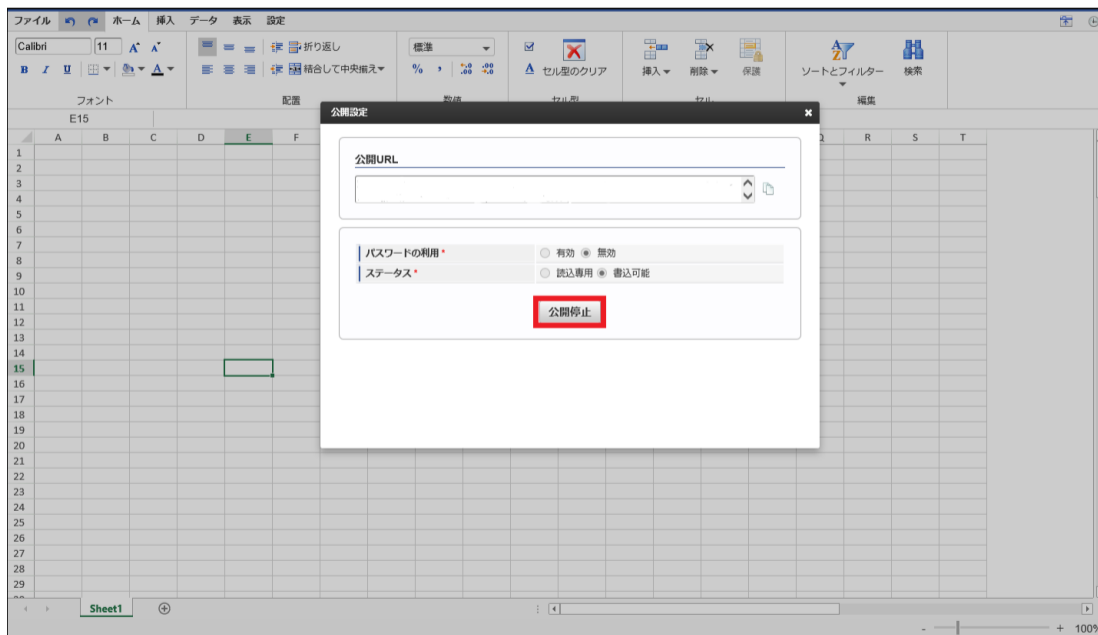 ファイル ホーム 挿入 データ 表示 設定
Calibri 11 A A 折り返し 標準 セル型のクリア 挿入 削除 保護 ソートとフィルター 検索
B I U A 結合して中央揃え % , .00 A
フォント 配置 数値 セル型 セル 編集
E15
公開設定
A B C D E F Q R S T
公開URL
パスワードの利用* 有効 無効
ステータス* 読込専用 書込可能
公開停止
1
2
3
4
5
6
7
8
9
10
11
12
13
14
15
16
17
18
19
20
21
22
23
24
25
26
27
28
29
Sheet1
- + 100%